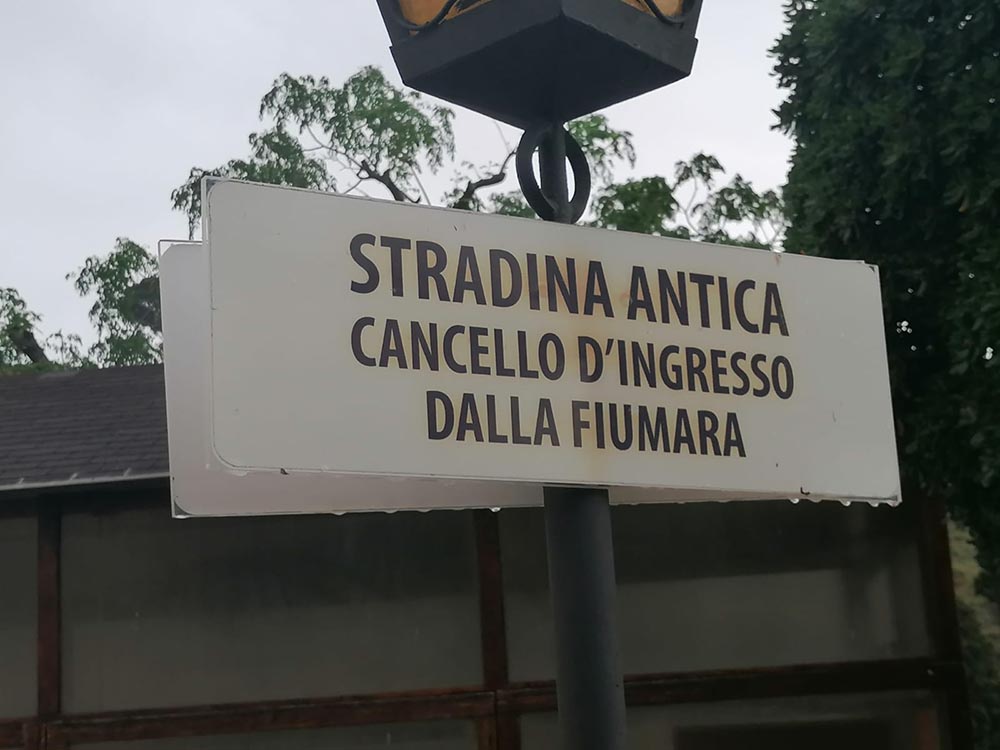 STRADINA ANTICA
CANCELLO D'INGRESSO
DALLA FIUMARA